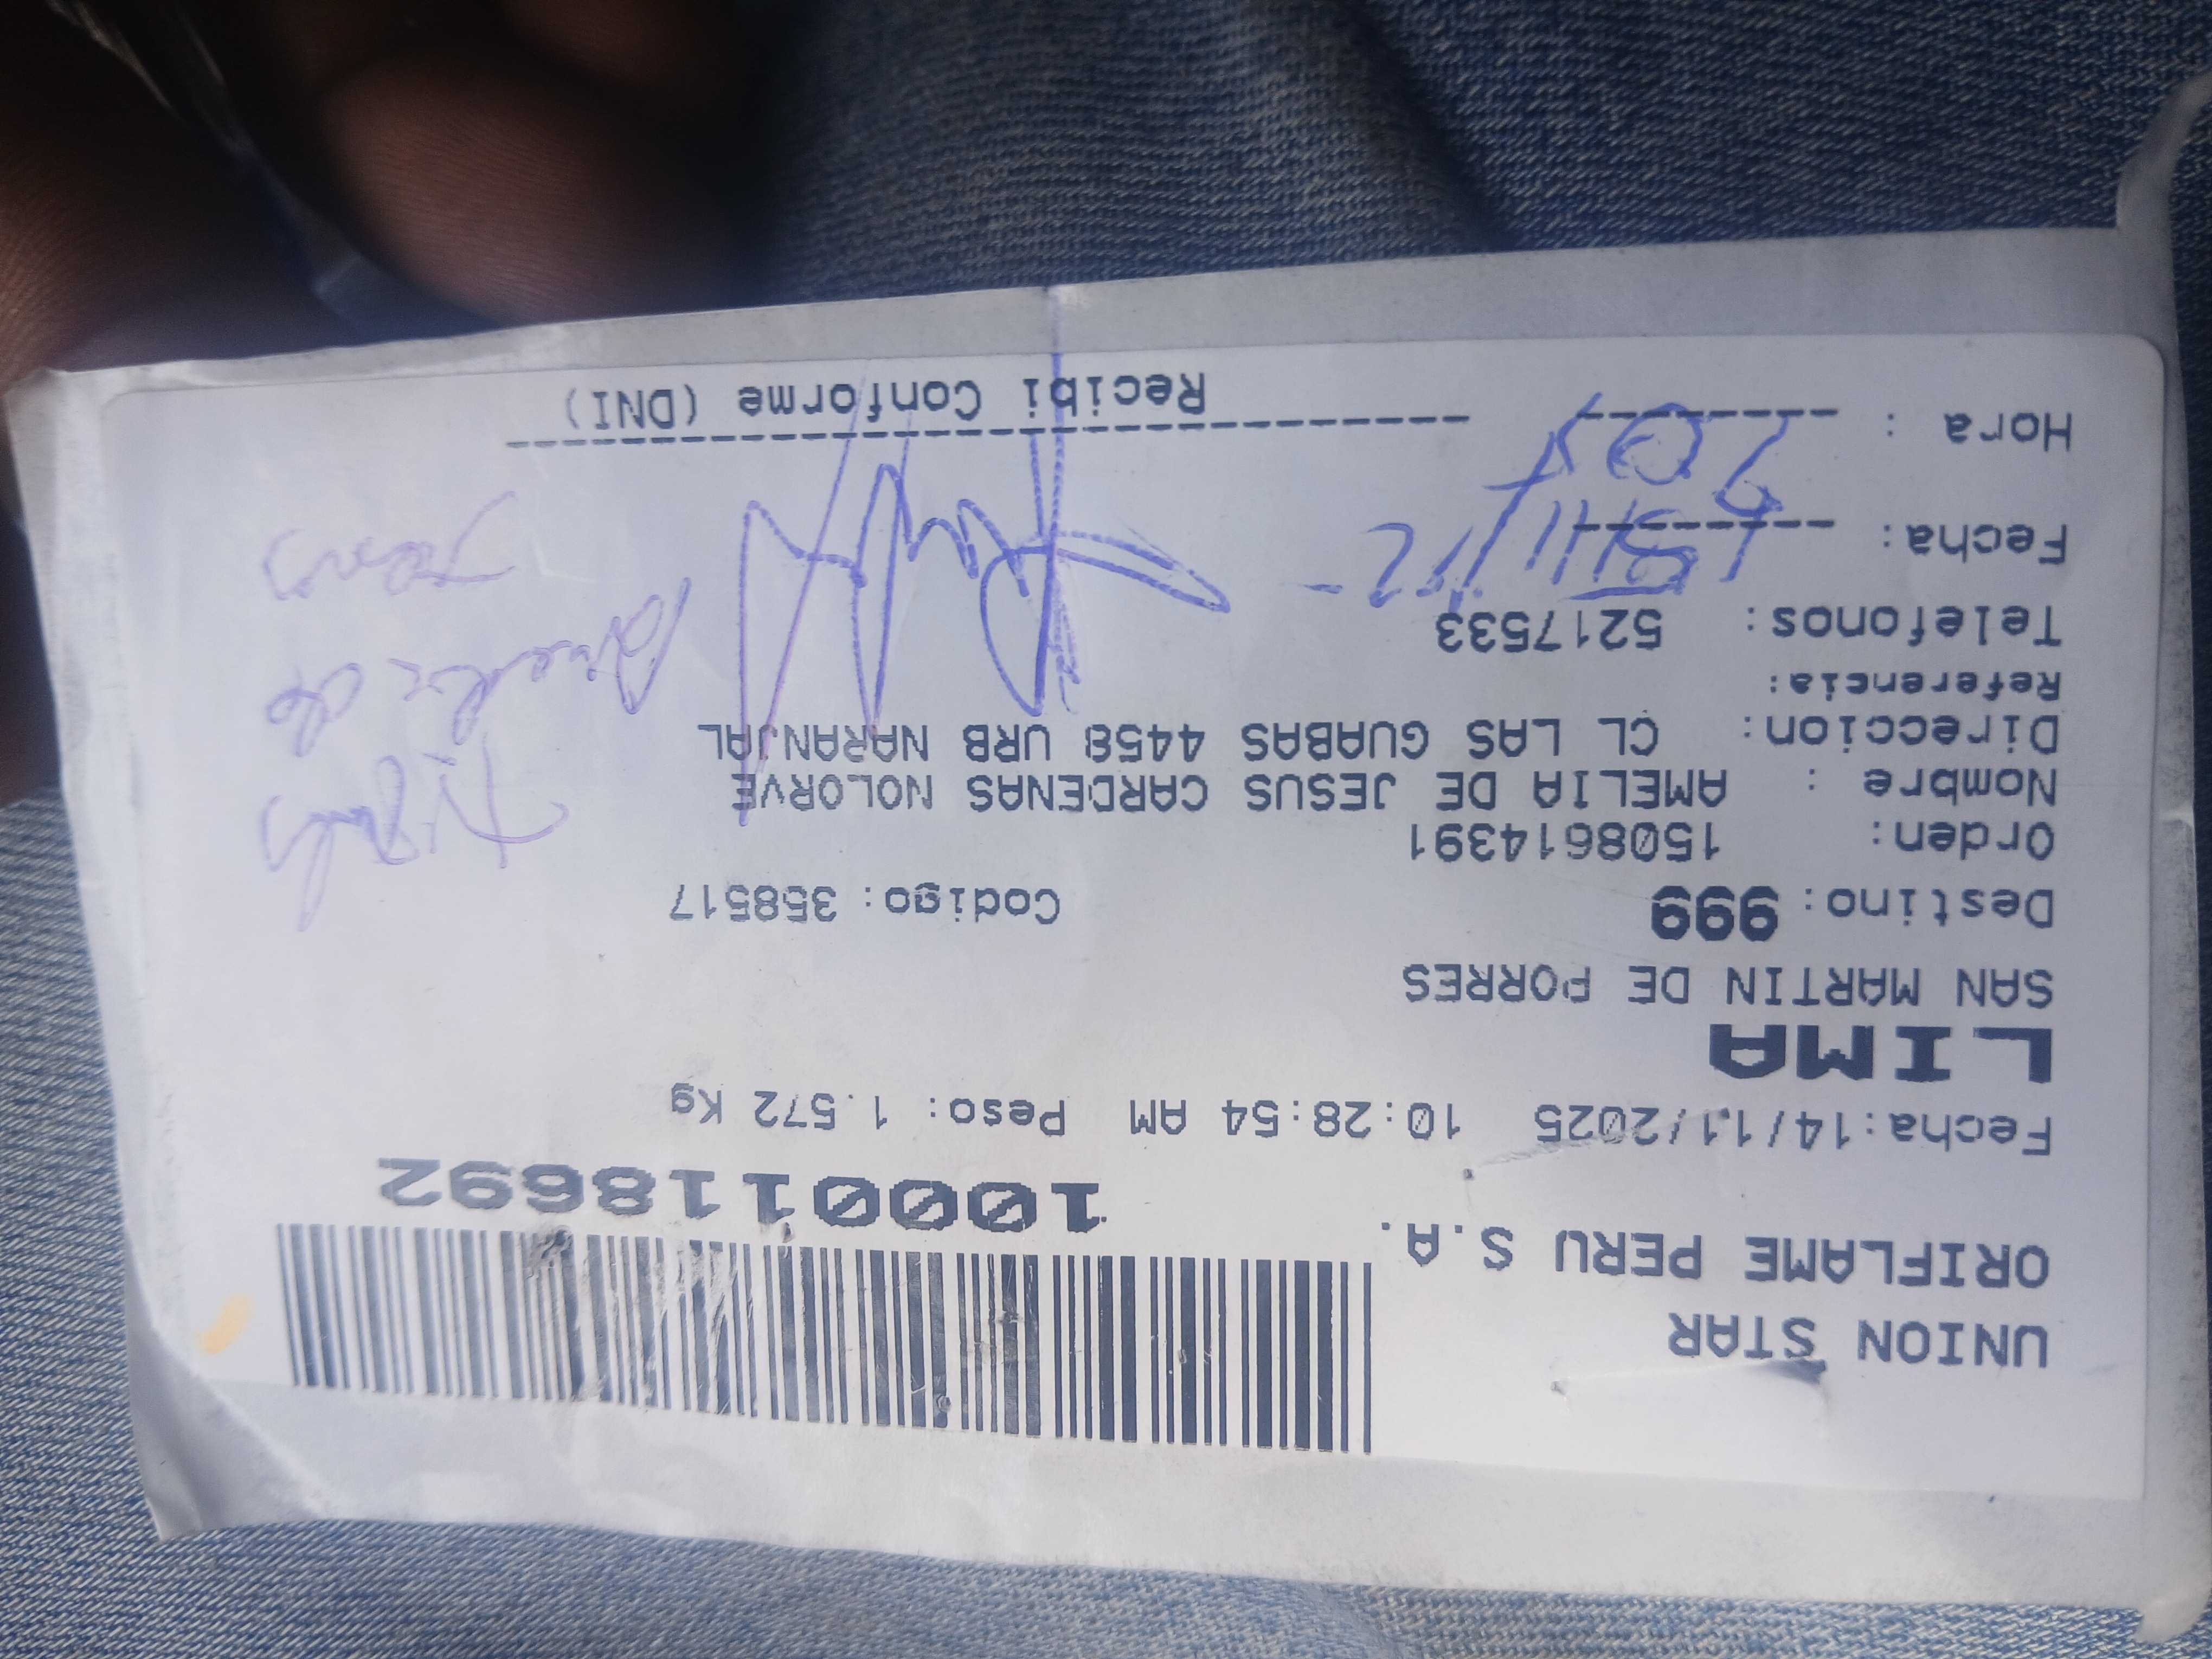 UNION STAR
ORIFLAME PERU S.A.
1000118692
Fecha:14/11/2025 10:28:54 AM Peso: 1.572 Kg
LIMA
SAN MARTIN DE PORRES
Destino: 999 Codigo: 358517
Orden: 1508614391
Nombre : AMELIA DE JESUS CARDENAS NOLORVE
Direccion: CL LAS GUABAS 4458 URB NARANJAL
Referencia:
Telefonos: 5217533
Fecha:
Hora :
Recibi Conforme (DNI)